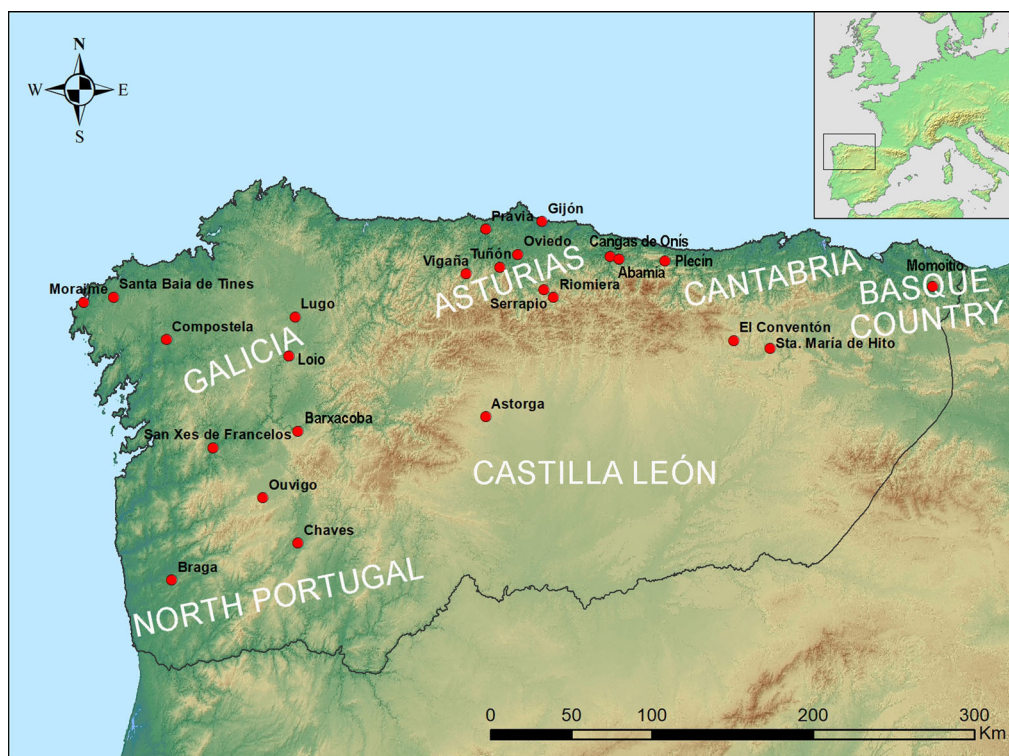 N
W E
S
Gijón
Pravia
Oviedo
Cangas de Onís
Tuñón
Vigaña
Abamia
Plecín
Momoitio
ASTURIAS
CANTABRIA
BASQUE
COUNTRY
Riomiera
Serrapio
Moraime
Santa Baia de Tines
Lugo
Compostela
El Conventón
Sta. María de Hito
GALICIA
Loio
Astorga
Barxacoba
San Xes de Francelos
CASTILLA LEÓN
Ouvigo
Chaves
Braga
NORTH PORTUGAL
0 50 100 200 300
Km